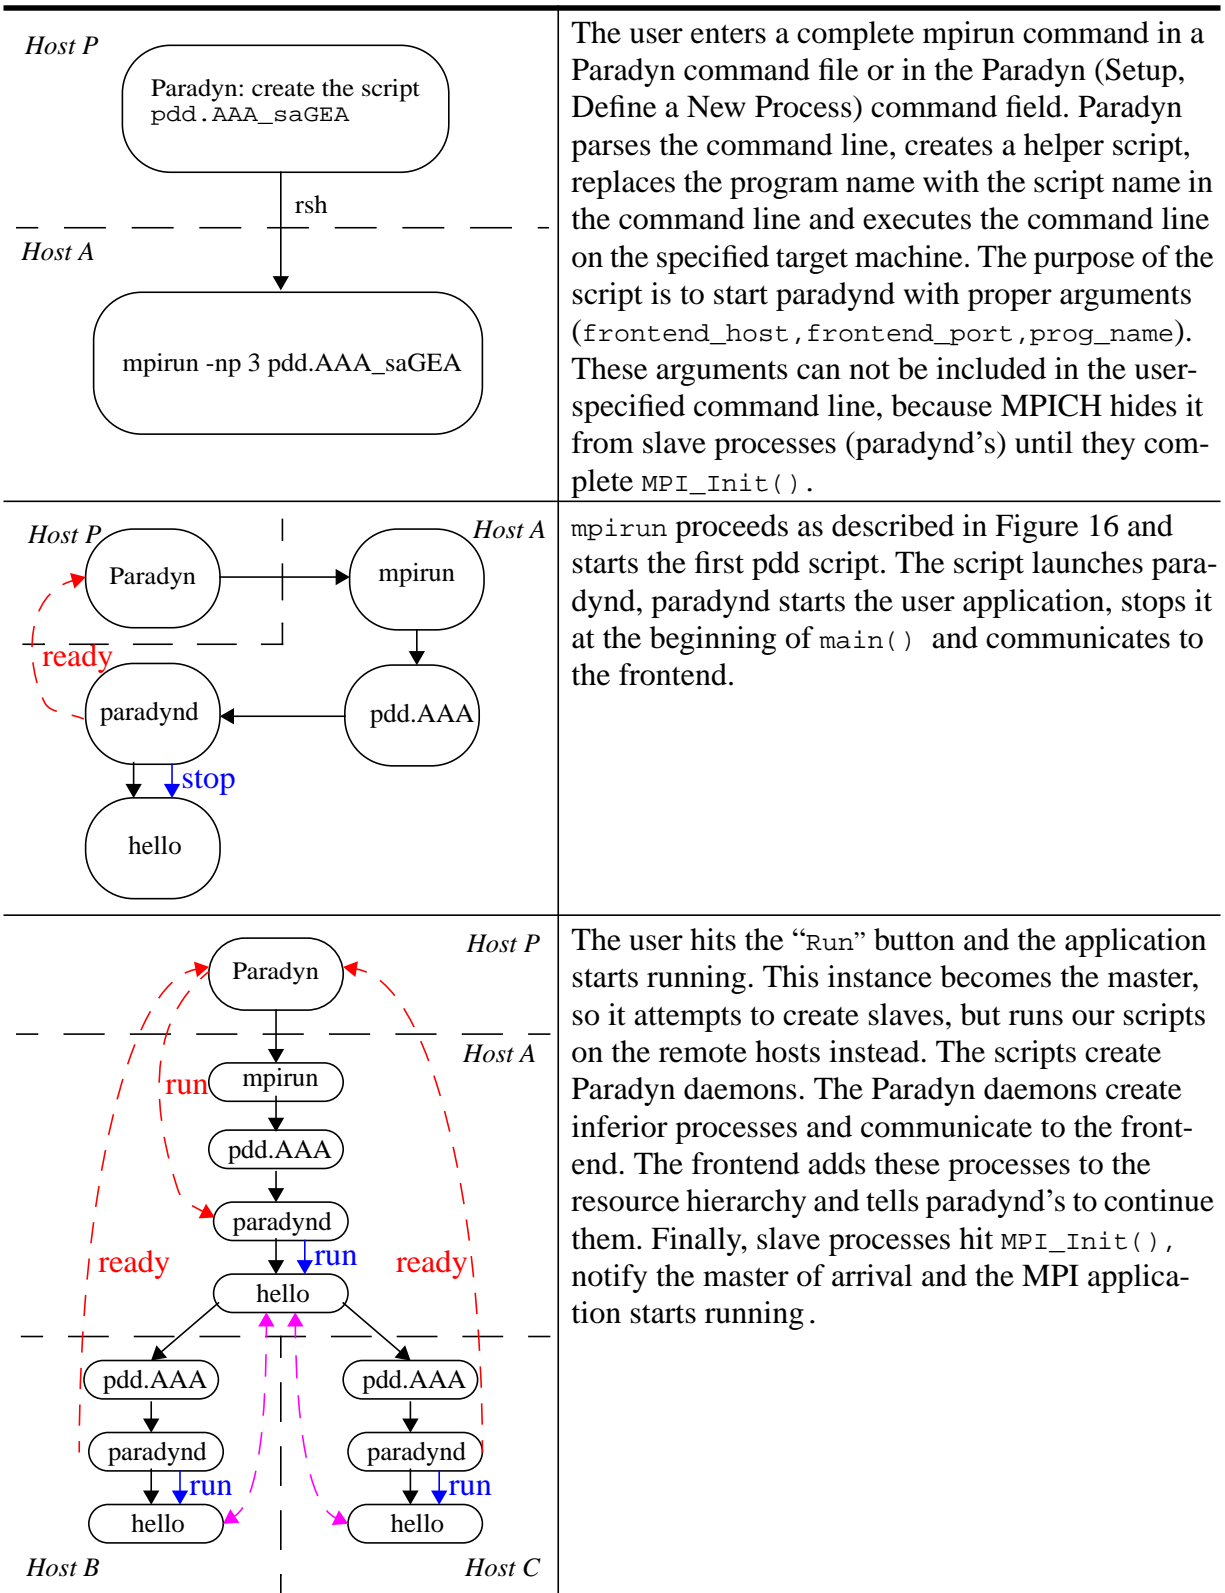 Host P
Paradyn: create the script
pdd.AAA_saGEA
rsh
Host A
mpirun -np 3 pdd.AAA_saGEA
The user enters a complete mpirun command in a
Paradyn command file or in the Paradyn (Setup,
Define a New Process) command field. Paradyn
parses the command line, creates a helper script,
replaces the program name with the script name in
the command line and executes the command line
on the specified target machine. The purpose of the
script is to start paradynd with proper arguments
(frontend_host,frontend_port,prog_name).
These arguments can not be included in the user-
specified command line, because MPICH hides it
from slave processes (paradynd's) until they com-
plete MPI_Init().
Host P
Host A
Paradyn
mpirun
ready
paradynd
pdd.AAA
stop
hello
mpirun proceeds as described in Figure 16 and
starts the first pdd script. The script launches para-
dynd, paradynd starts the user application, stops it
at the beginning of main() and communicates to
the frontend.
Host P
Paradyn
Host A
run
mpirun
pdd.AAA
paradynd
ready
run
ready
hello
pdd.AAA
pdd.AAA
paradynd
paradynd
run
run
hello
hello
Host B
Host C
The user hits the “Run” button and the application
starts running. This instance becomes the master,
so it attempts to create slaves, but runs our scripts
on the remote hosts instead. The scripts create
Paradyn daemons. The Paradyn daemons create
inferior processes and communicate to the front-
end. The frontend adds these processes to the
resource hierarchy and tells paradynd's to continue
them. Finally, slave processes hit MPI_Init(),
notify the master of arrival and the MPI applica-
tion starts running.